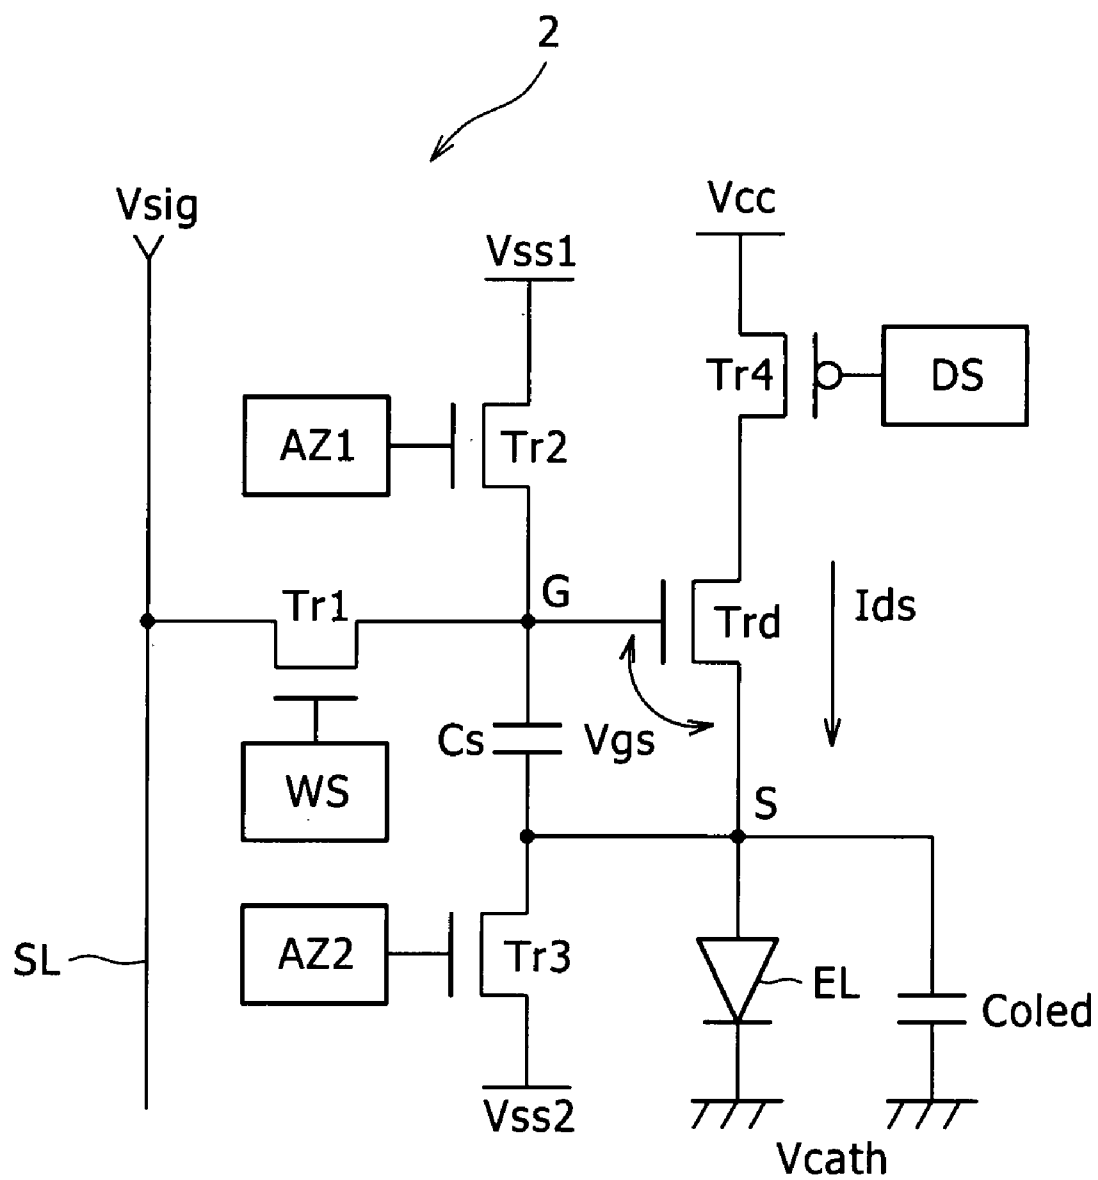 2
Vsig
Vcc
Vss1
Tr4
DS
AZ1
Tr2
Tr1
G
Trd
Ids
Cs
Vgs
WS
S
SL
AZ2
Tr3
EL
Coled
Vss2
Vcath